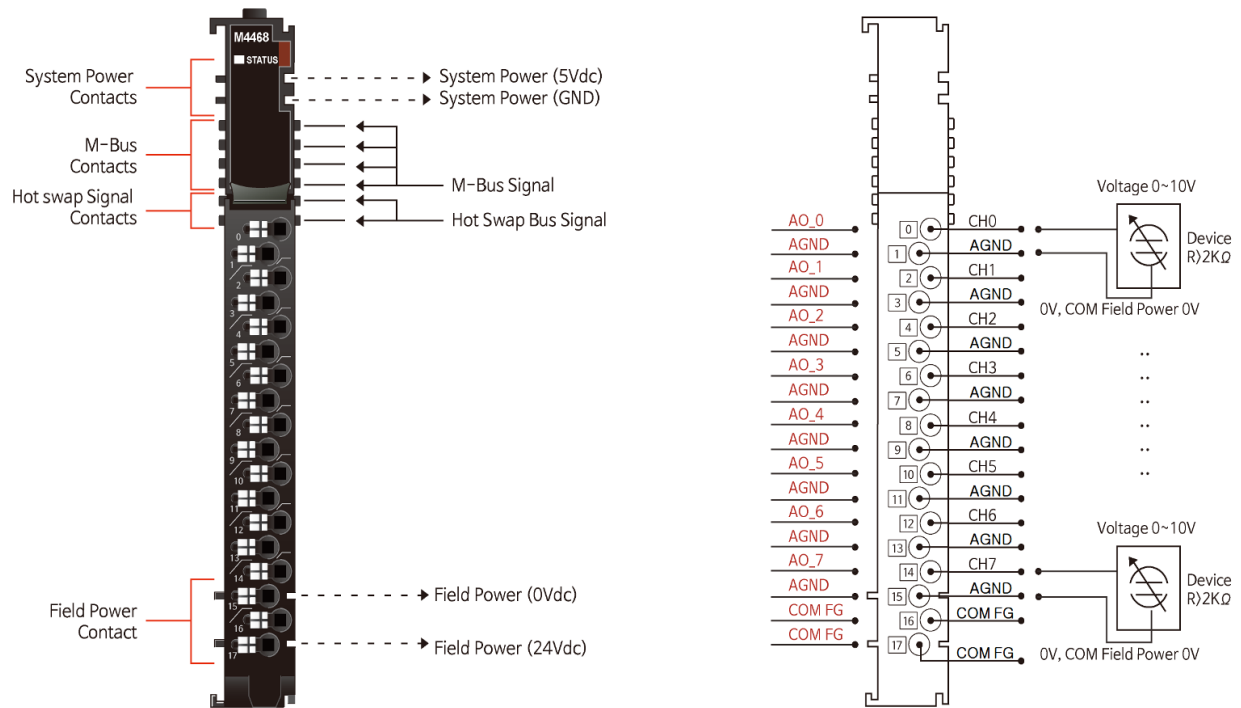 M4468
STATUS
System Power
Contacts
System Power (5Vdc)
System Power (GND)
M-Bus
Contacts
Hot swap Signal
Contacts
M-Bus Signal
Hot Swap Bus Signal
0
1
2
3
4
5
6
7
8
9
10
11
12
13
14
15
16
17
Field Power
Contact
Field Power (0Vdc)
Field Power (24Vdc)
AO_0 0 CH0
AGND 1 AGND
AO_1 2 CH1
AGND 3 AGND
AO_2 4 CH2
AGND 5 AGND
AO_3 6 CH3
AGND 7 AGND
AO_4 8 CH4
AGND 9 AGND
AO_5 10 CH5
AGND 11 AGND
AO_6 12 CH6
AGND 13 AGND
AO_7 14 CH7
AGND 15 AGND
COM FG 16 COM FG
COM FG 17 COM FG
Voltage 0~10V
Device
R〉2KΩ
0V, COM Field Power 0V
..
..
..
..
..
..
Voltage 0~10V
Device
R〉2KΩ
0V, COM Field Power 0V